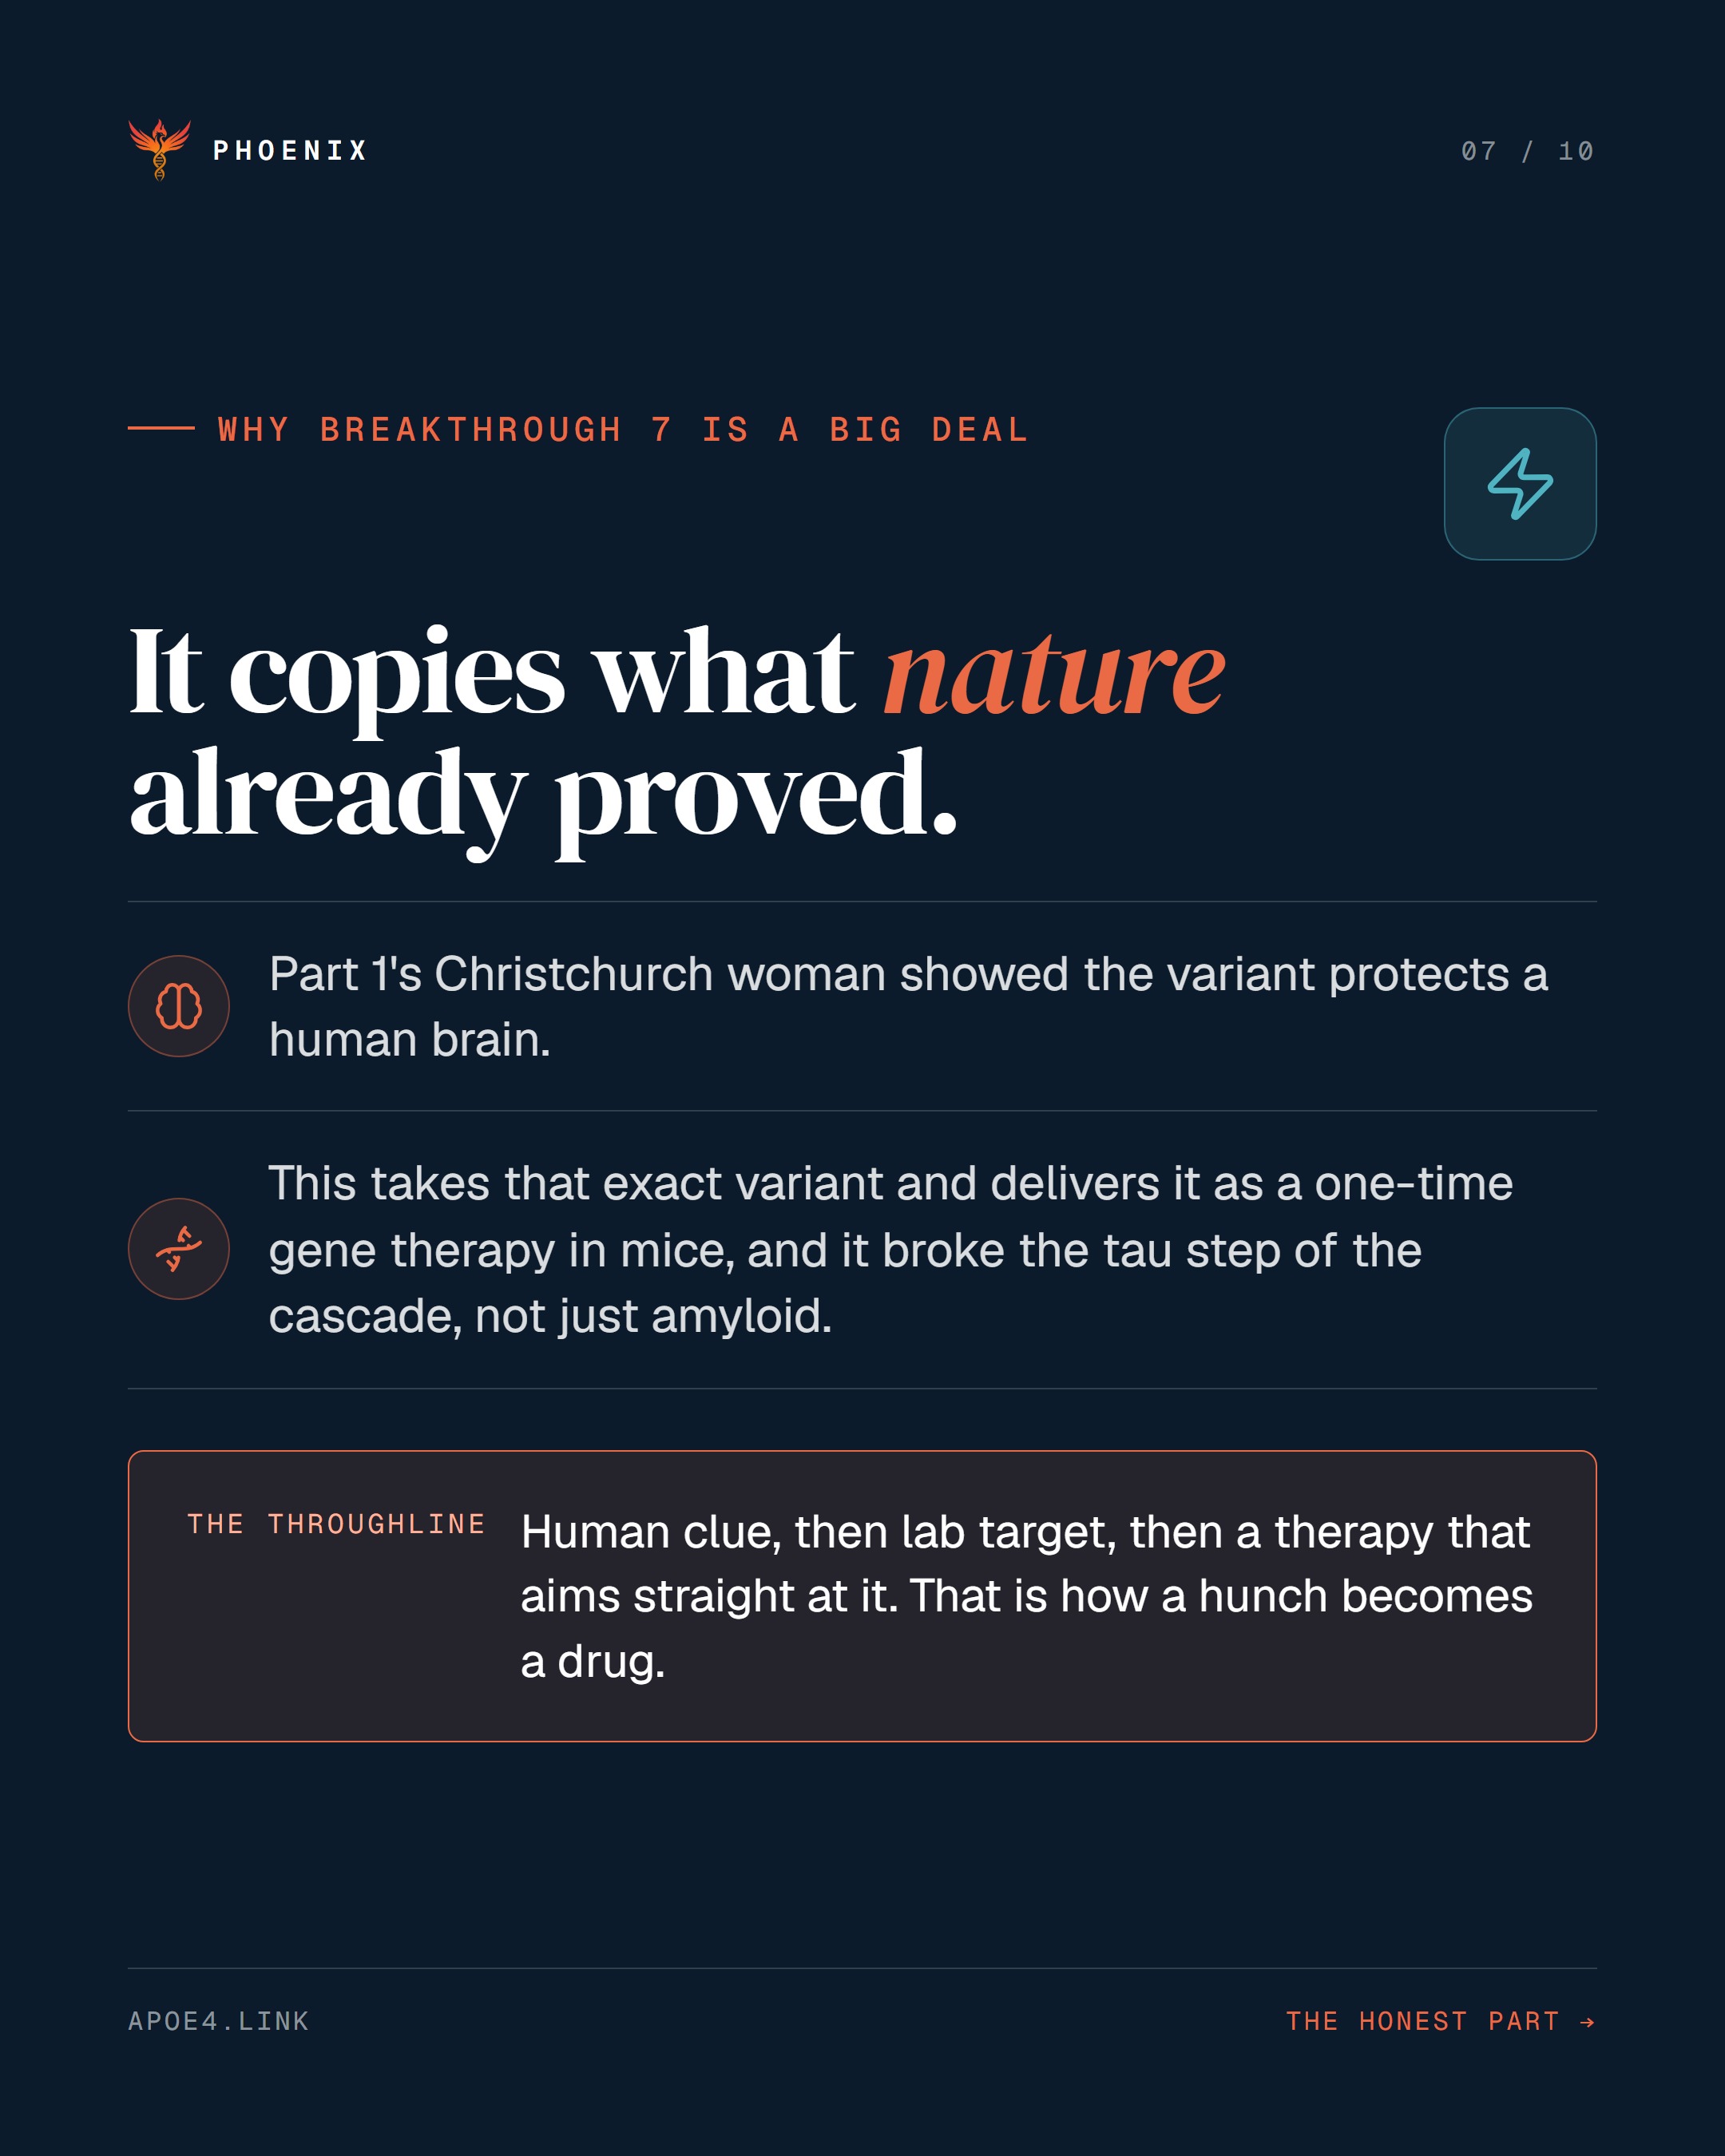 PHOENIX
07 / 10
WHY BREAKTHROUGH 7 IS A BIG DEAL
It copies what nature
already proved.
Part 1's Christchurch woman showed the variant protects a
human brain.
This takes that exact variant and delivers it as a one-time
gene therapy in mice, and it broke the tau step of the
cascade, not just amyloid.
THE THROUGHLINE
Human clue, then lab target, then a therapy that
aims straight at it. That is how a hunch becomes
a drug.
APOE4.LINK
THE HONEST PART →